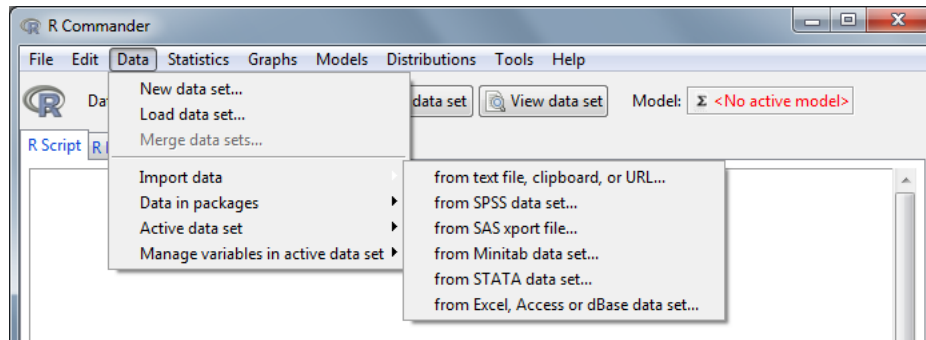 R Commander
File Edit Data Statistics Graphs Models Distributions Tools Help
New data set...
Load data set...
Merge data sets...
data set View data set Model: Σ <No active model>
R Script
Import data
Data in packages
Active data set
Manage variables in active data set
from text file, clipboard, or URL...
from SPSS data set...
from SAS xport file...
from Minitab data set...
from STATA data set...
from Excel, Access or dBase data set...